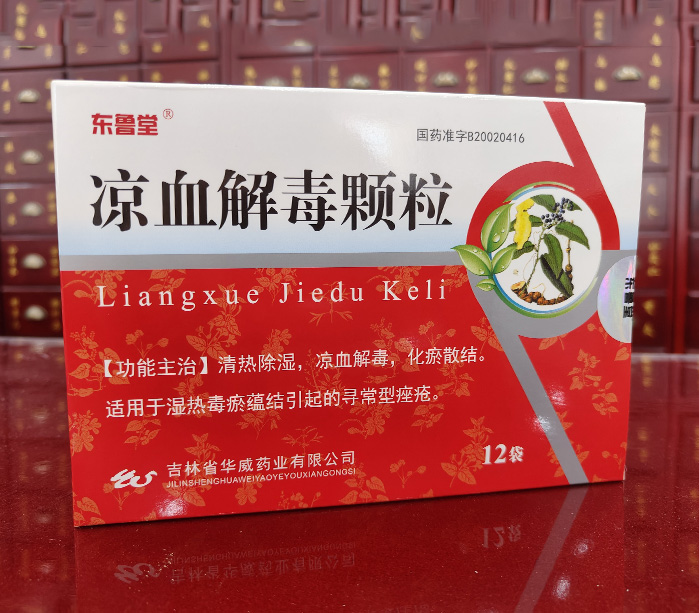 东鲁堂®
国药准字B20020416
凉血解毒颗粒
Liangxue Jiedu Keli
【功能主治】清热除湿，凉血解毒，化瘀散结。
适用于湿热毒瘀蕴结引起的寻常型痤疮。
吉林省华威药业有限公司
JILINSHENGHUAWEIYAOYEYOUXIANGONGSI
12袋